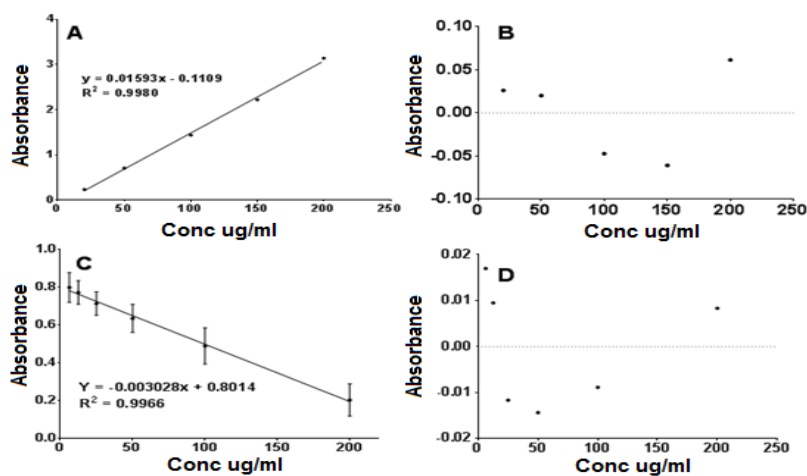 A
y = 0.01593x - 0.1109
R² = 0.9980
Absorbance
4
3
2
1
0
0 50 100 150 200 250
Conc ug/ml
B
Absorbance
0.10
0.05
0.00
-0.05
-0.10
0 50 100 150 200 250
Conc ug/ml
C
Y = -0.003028x + 0.8014
R² = 0.9966
Absorbance
1.0
0.8
0.6
0.4
0.2
0.0
0 50 100 150 200
Conc ug/ml
D
Absorbance
0.02
0.01
0.00
-0.01
-0.02
0 50 100 150 200 250
Conc ug/ml